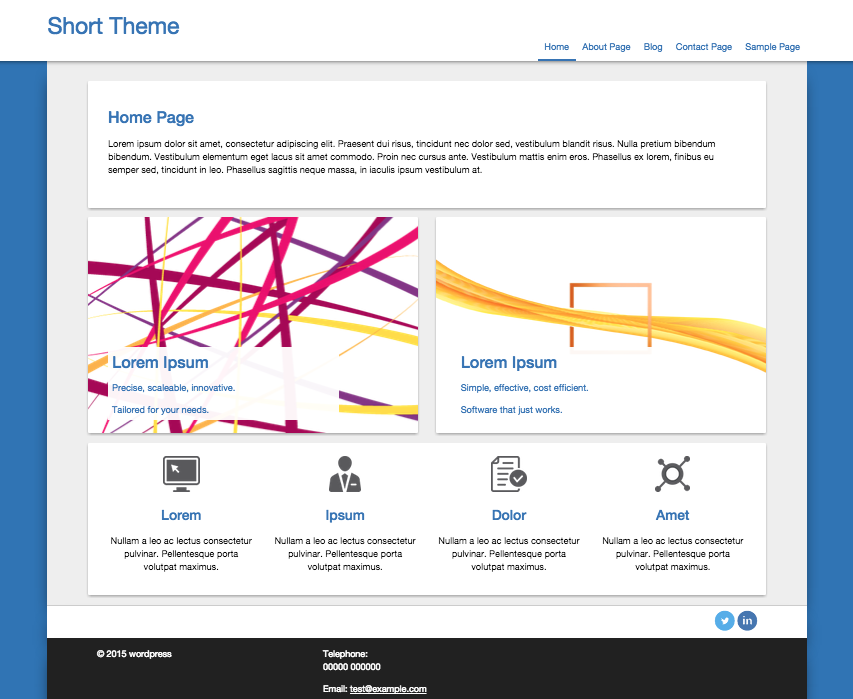 Short Theme
Home About Page Blog Contact Page Sample Page
Home Page
Lorem ipsum dolor sit amet, consectetur adipiscing elit. Praesent dui risus, tincidunt nec dolor sed, vestibulum blandit risus. Nulla pretium bibendum
bibendum. Vestibulum elementum eget lacus sit amet commodo. Proin nec cursus ante. Vestibulum mattis enim eros. Phasellus ex lorem, finibus eu
semper sed, tincidunt in leo. Phasellus sagittis neque massa, in iaculis ipsum vestibulum at.
Lorem Ipsum
Precise, scaleable, innovative.
Tailored for your needs.
Lorem Ipsum
Simple, effective, cost efficient.
Software that just works.
Lorem
Nullam a leo ac lectus consectetur
pulvinar. Pellentesque porta
volutpat maximus.
Ipsum
Nullam a leo ac lectus consectetur
pulvinar. Pellentesque porta
volutpat maximus.
Dolor
Nullam a leo ac lectus consectetur
pulvinar. Pellentesque porta
volutpat maximus.
Amet
Nullam a leo ac lectus consectetur
pulvinar. Pellentesque porta
volutpat maximus.
in
© 2015 wordpress
Telephone:
00000 000000
Email: test@example.com